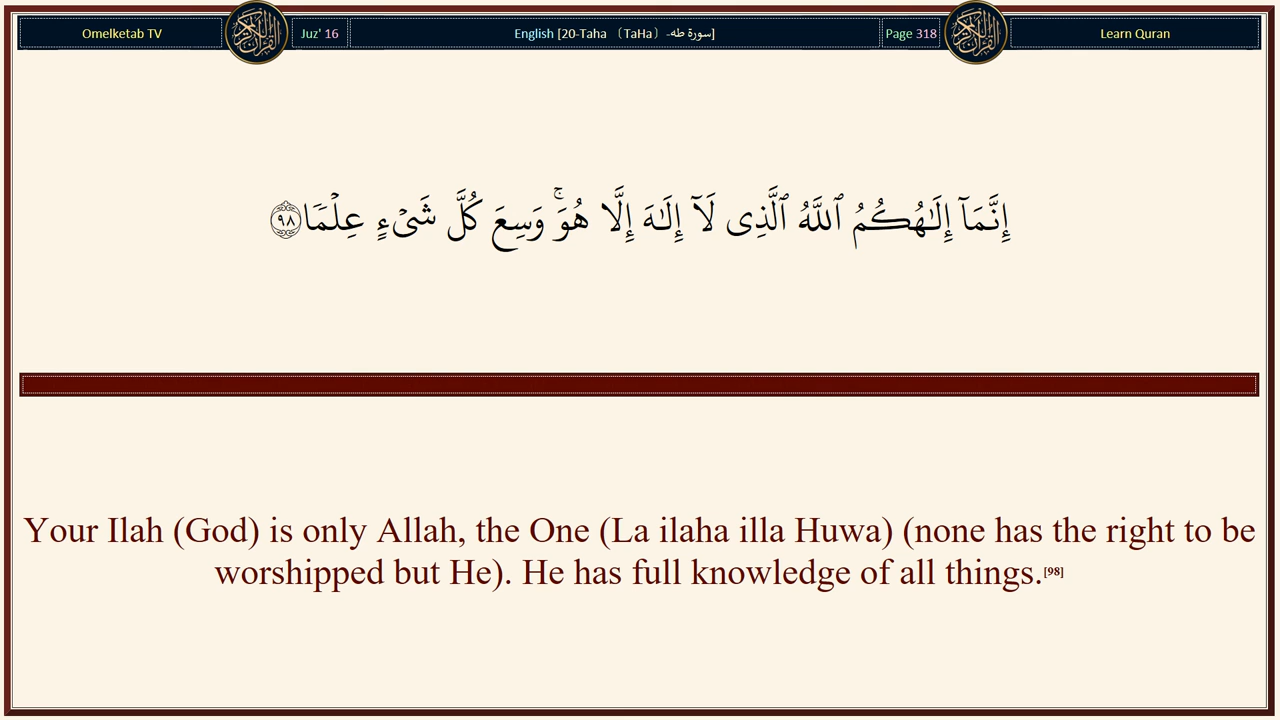 Omelketab TV
Juz' 16
English [20-Taha (TaHa) -سورة طه]
Page 318
Learn Quran
إِنَّمَآ إِلَـٰهُكُمُ ٱللَّهُ ٱلَّذِى لَآ إِلَـٰهَ إِلَّا هُوَ ۚ وَسِعَ كُلَّ شَىْءٍ عِلْمًا ٩٨
Your Ilah (God) is only Allah, the One (La ilaha illa Huwa) (none has the right to be
worshipped but He). He has full knowledge of all things.[98]